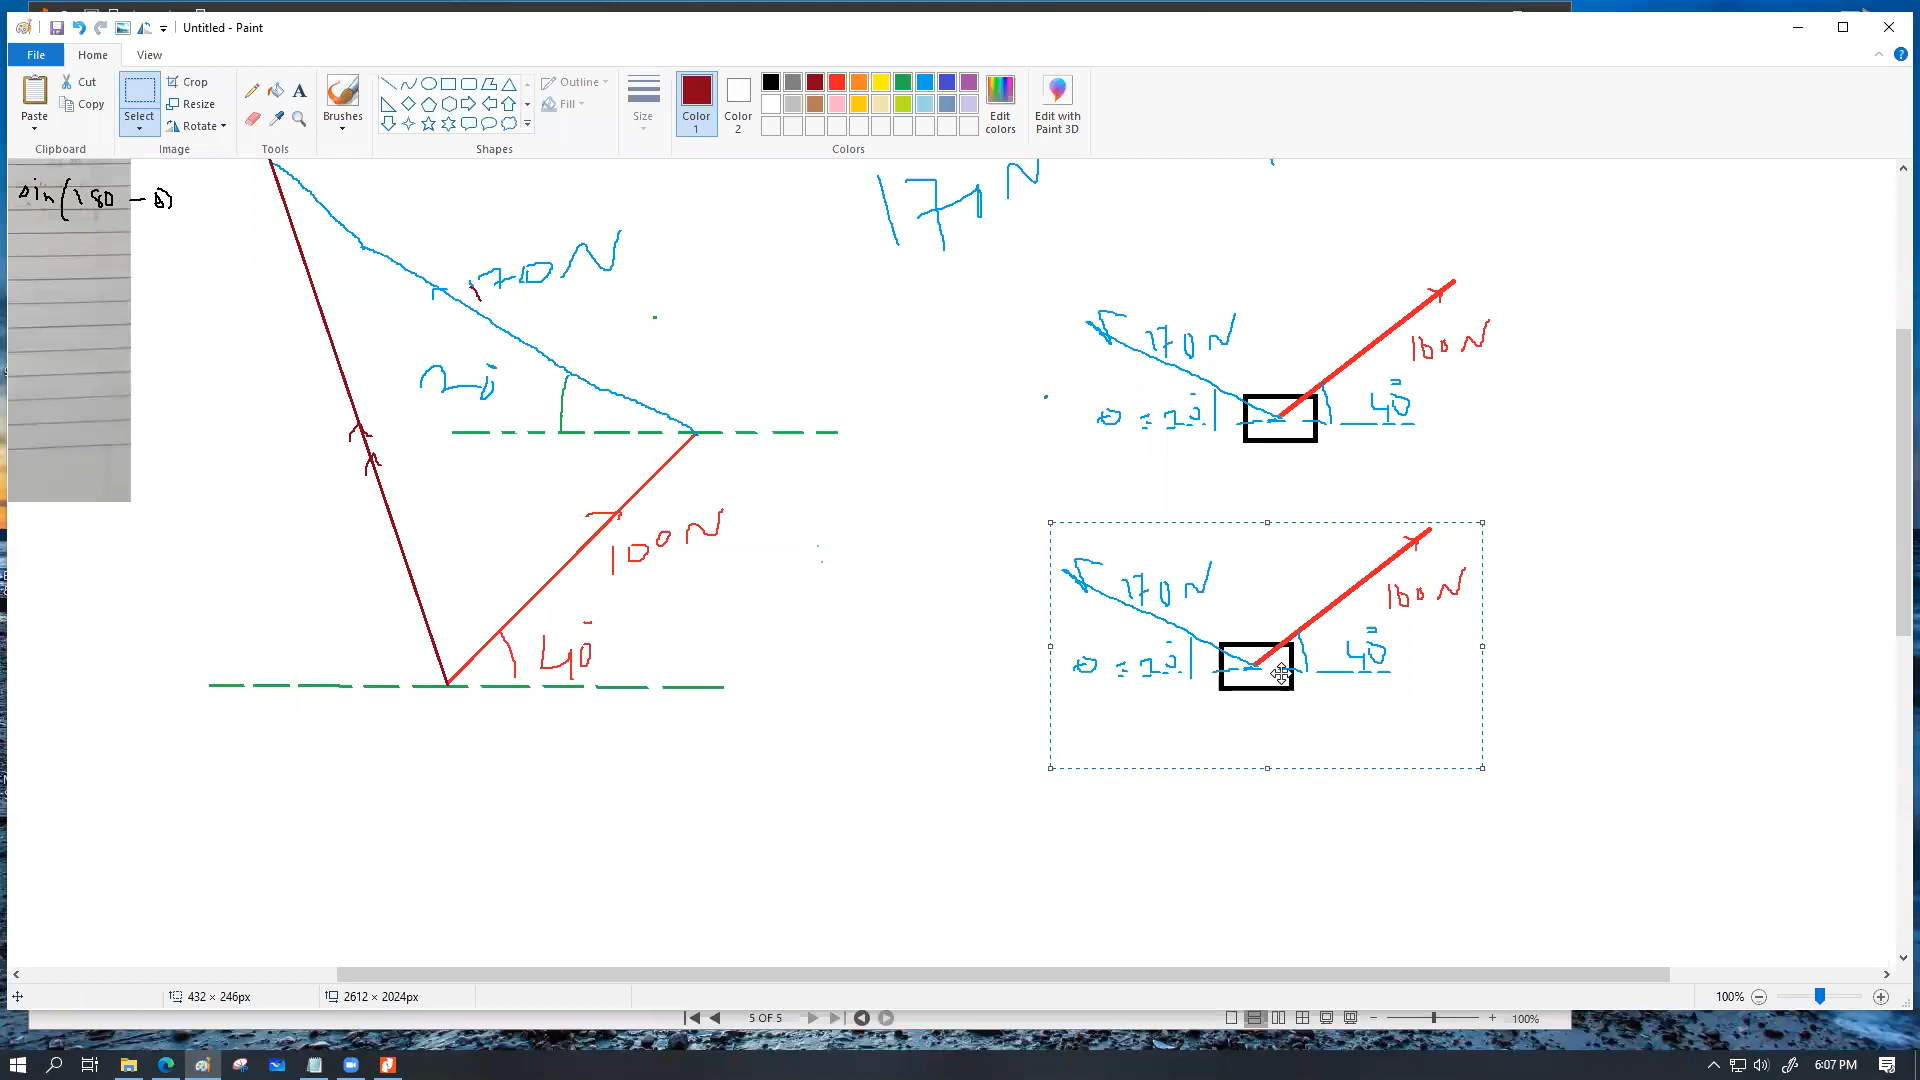 Untitled - Paint
File
Home
View
Paste
Cut
Copy
Clipboard
Select
Crop
Resize
Rotate
Image
Tools
Brushes
Shapes
Outline
Fill
Size
Color 1
Color 2
Edit colors
Colors
Edit with Paint 3D
sin(180 - θ)
171 N
170 N
20°
100 N
40°
170 N
100 N
θ = 20°
40°
170 N
100 N
θ = 20°
40°
432 × 246px
2612 × 2024px
100%
5 OF 5
100%
6:07 PM